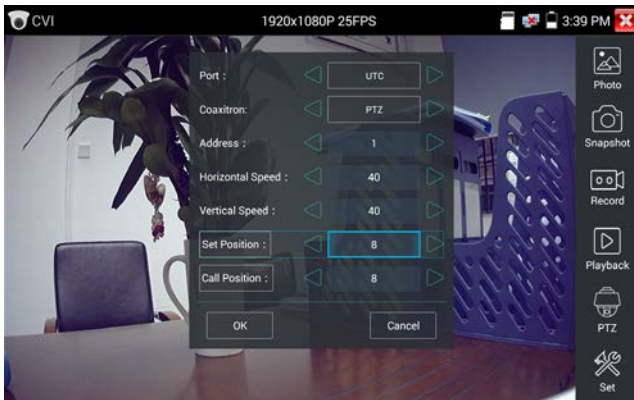 CVI 1920x1080P 25FPS 3:39 PM
Port : UTC
Photo
Coaxitron: PTZ
Address : 1
Snapshot
Horizontal Speed : 40
Record
Vertical Speed : 40
Set Position : 8
Playback
Call Position : 8
OK Cancel
PTZ
Set